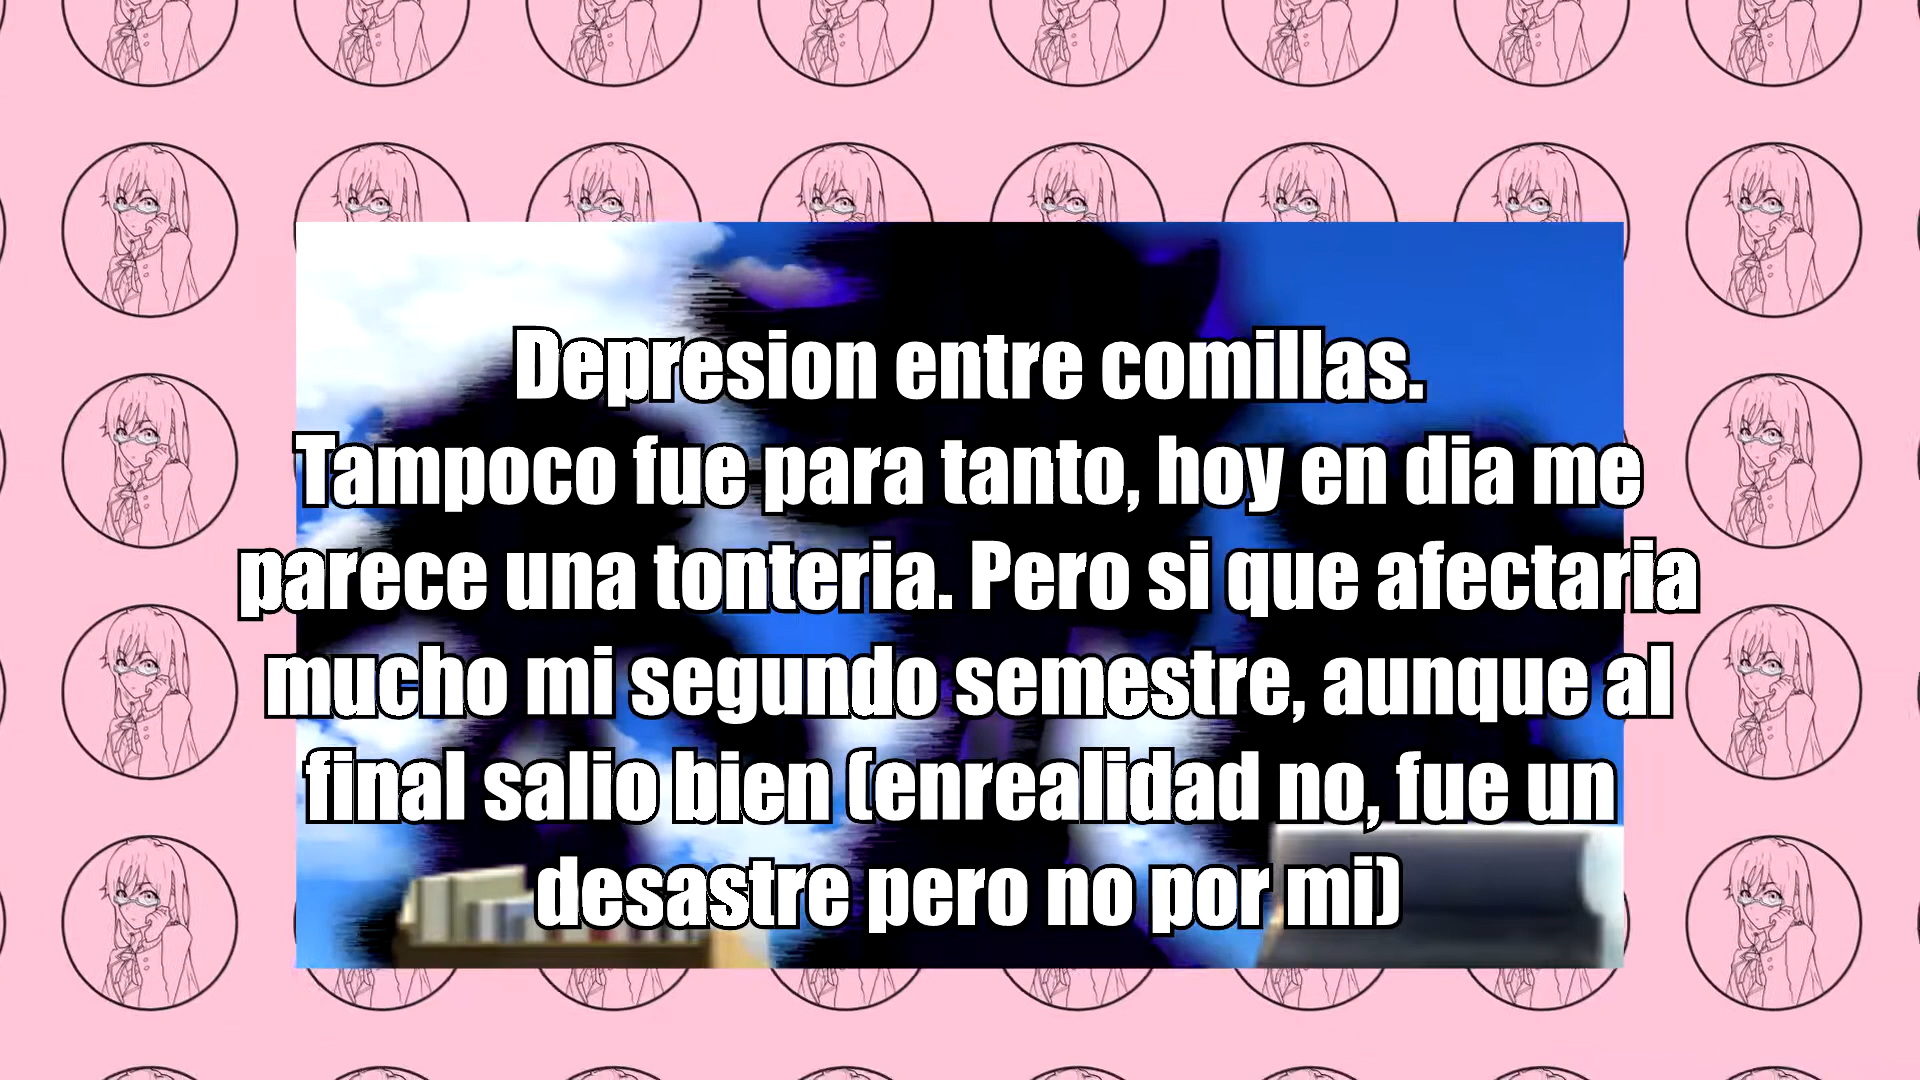 Depresion entre comillas.
Tampoco fue para tanto, hoy en dia me
parece una tonteria. Pero si que afectaria
mucho mi segundo semestre, aunque al
final salio bien (enrealidad no, fue un
desastre pero no por mi)